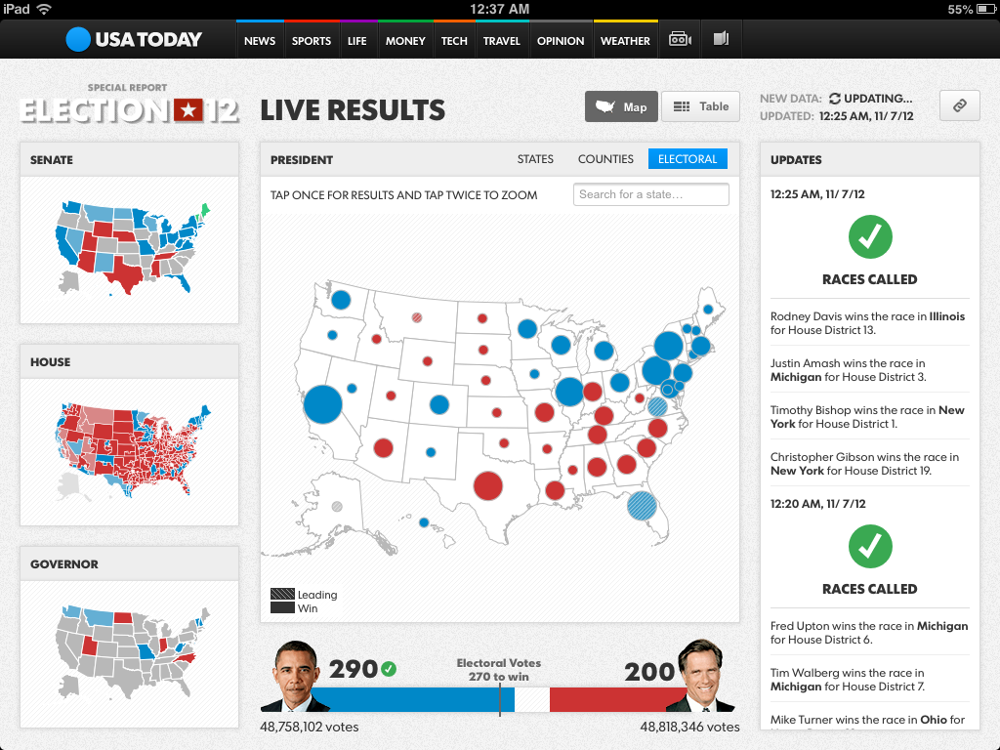 iPad
12:37 AM
55%
USA TODAY
NEWS
SPORTS
LIFE
MONEY
TECH
TRAVEL
OPINION
WEATHER
SPECIAL REPORT
ELECTION 12
LIVE RESULTS
Map
Table
NEW DATA: UPDATING...
UPDATED: 12:25 AM, 11/ 7/12
SENATE
HOUSE
GOVERNOR
PRESIDENT
STATES
COUNTIES
ELECTORAL
TAP ONCE FOR RESULTS AND TAP TWICE TO ZOOM
Search for a state...
Leading
Win
290
Electoral Votes
270 to win
200
48,758,102 votes
48,818,346 votes
UPDATES
12:25 AM, 11/ 7/12
RACES CALLED
Rodney Davis wins the race in Illinois
for House District 13.
Justin Amash wins the race in
Michigan for House District 3.
Timothy Bishop wins the race in New
York for House District 1.
Christopher Gibson wins the race in
New York for House District 19.
12:20 AM, 11/ 7/12
RACES CALLED
Fred Upton wins the race in Michigan
for House District 6.
Tim Walberg wins the race in
Michigan for House District 7.
Mike Turner wins the race in Ohio for